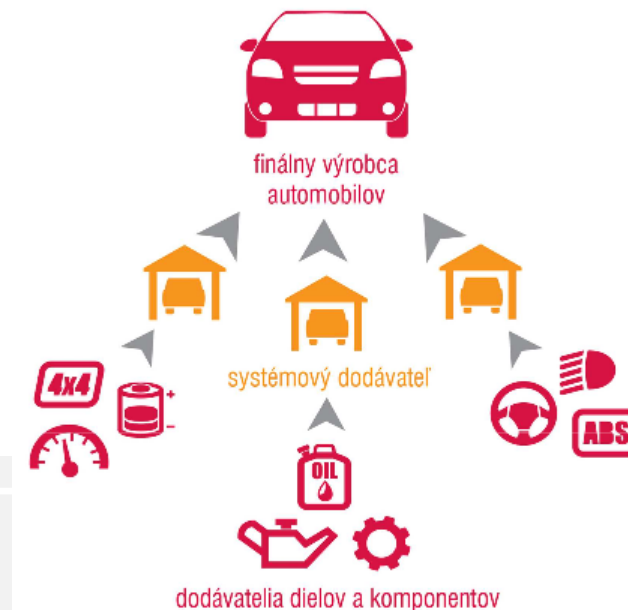 finálny výrobca
automobilov
systémový dodávateľ
4x4
+
−
OIL
ABS
dodávatelia dielov a komponentov